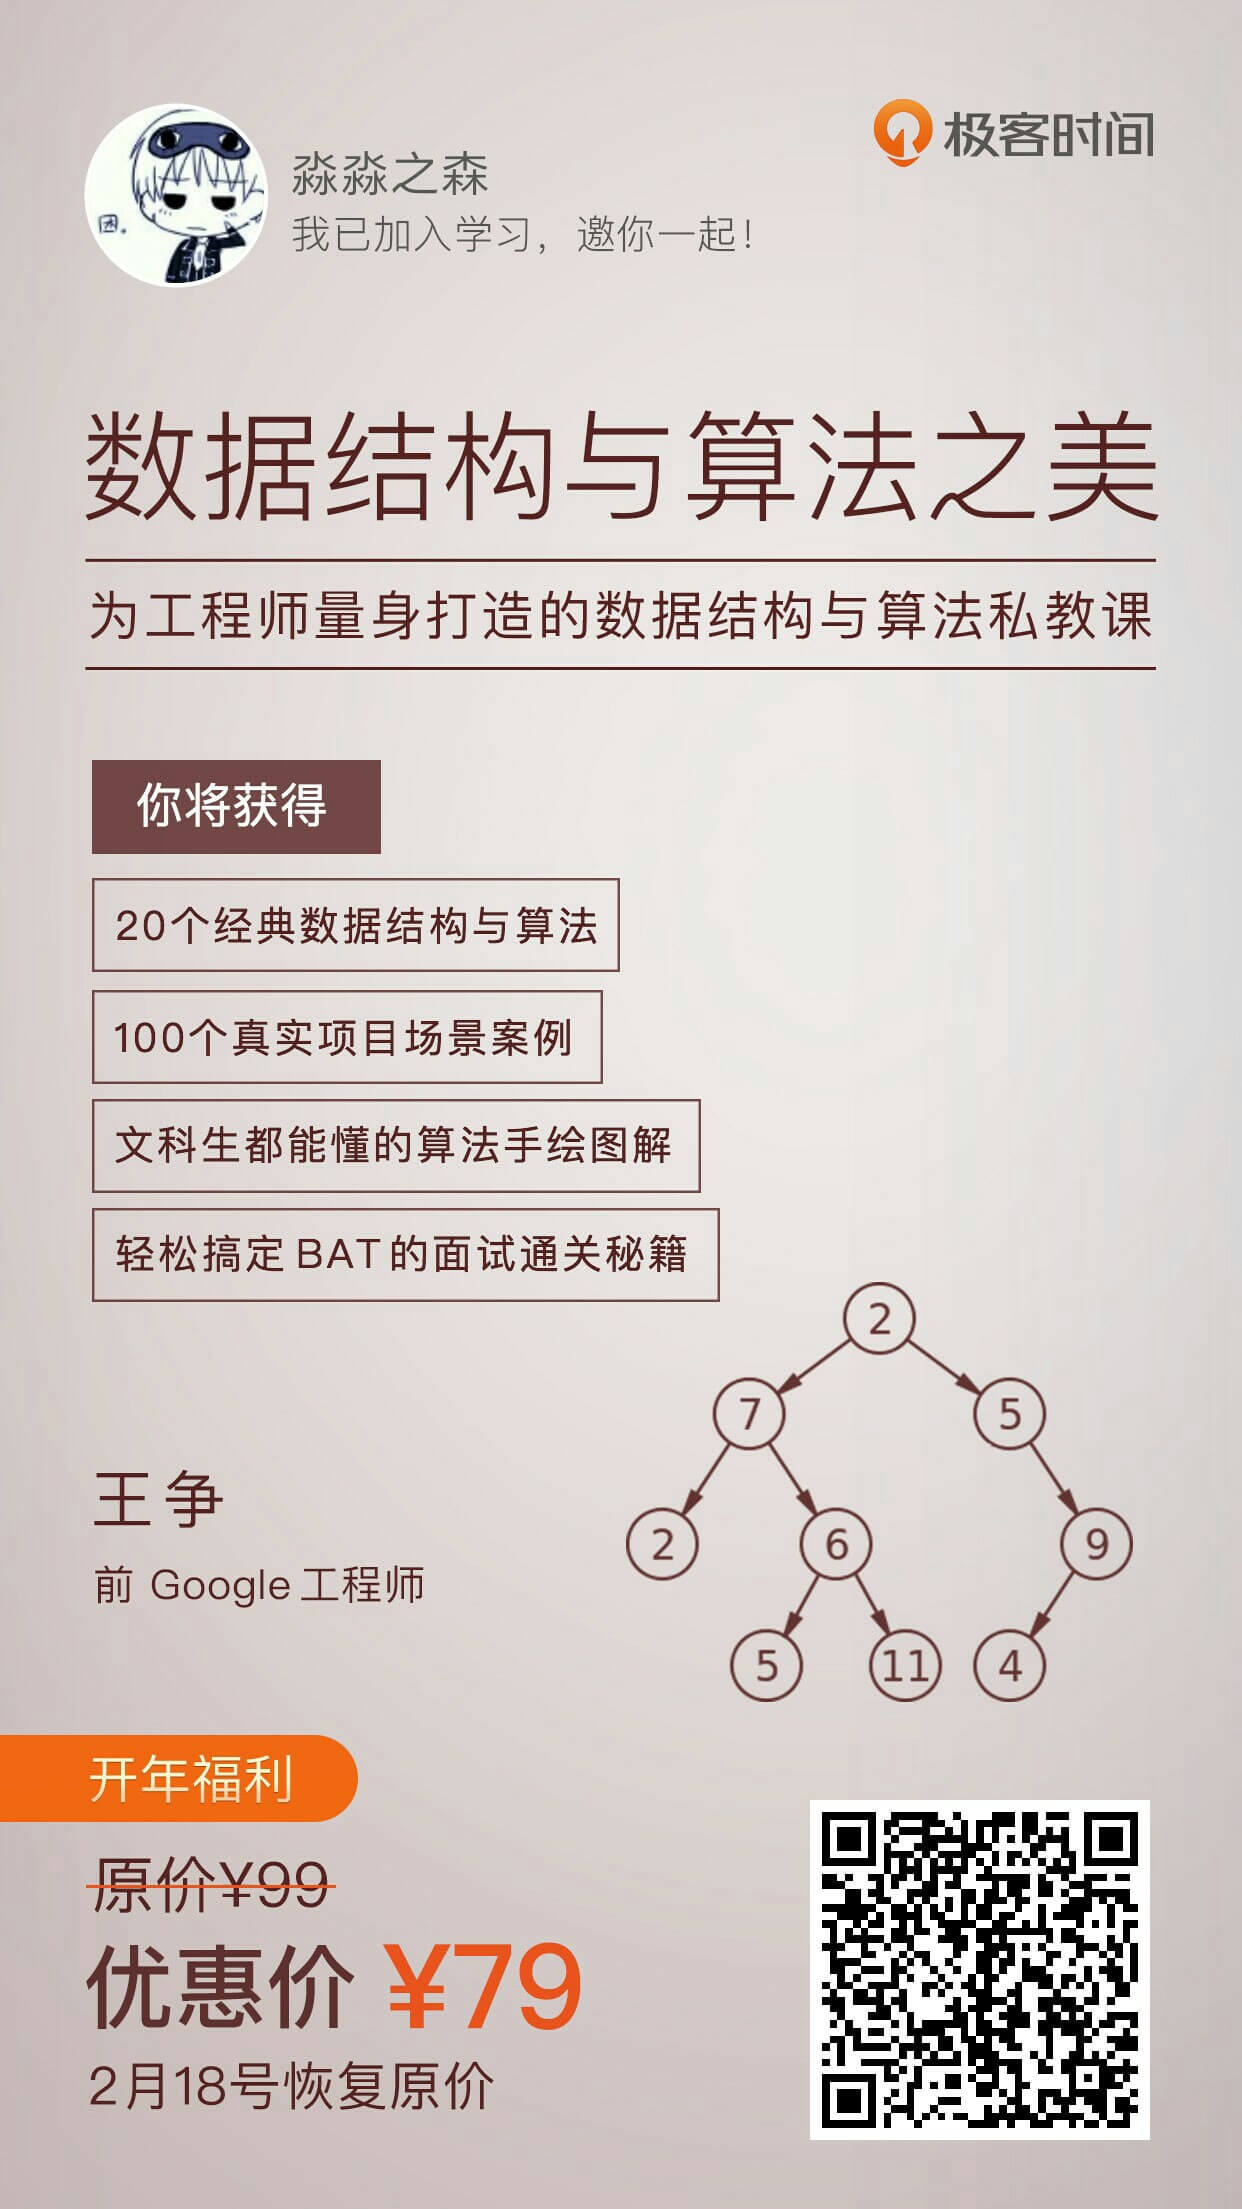 淼淼之森
我已加入学习，邀你一起！
极客时间
困。
数据结构与算法之美
为工程师量身打造的数据结构与算法私教课
你将获得
20个经典数据结构与算法
100个真实项目场景案例
文科生都能懂的算法手绘图解
轻松搞定BAT的面试通关秘籍
2
7 5
2 6 9
5 11 4
王争
前 Google 工程师
开年福利
原价¥99
优惠价 ¥79
2月18号恢复原价